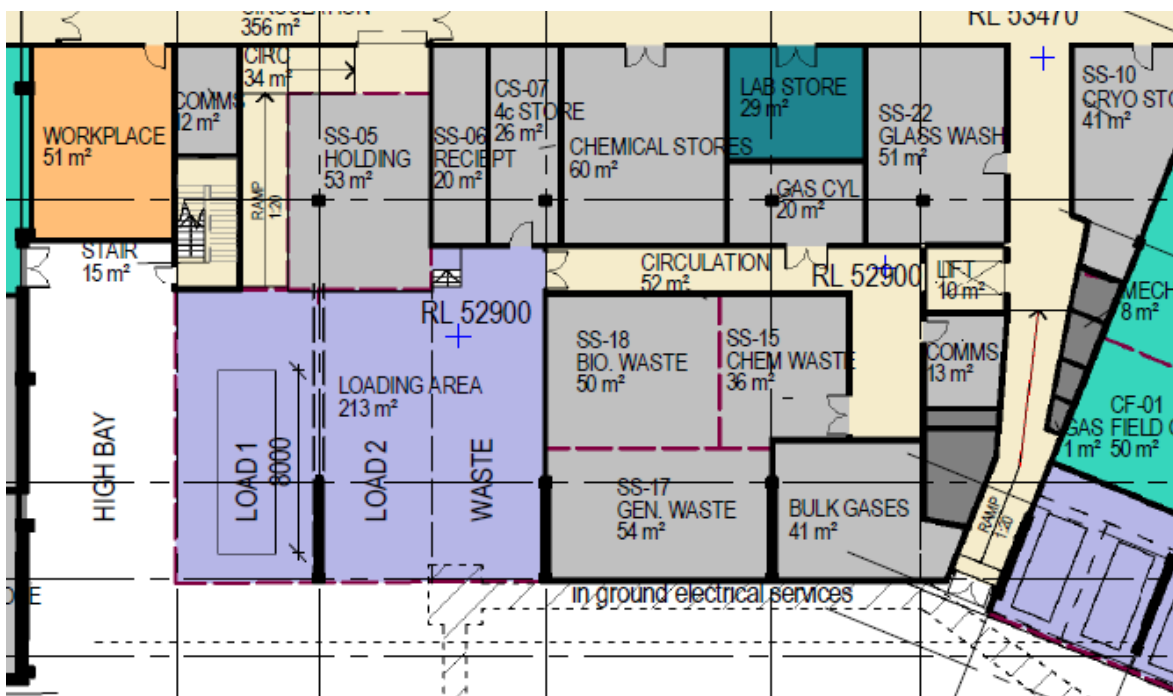 CIRCULATION
356 m²
RL 53470
CIRC
34 m²
WORKPLACE
51 m²
COMMS
12 m²
SS-05
HOLDING
53 m²
SS-06
RECIEPT
20 m²
CS-07
4c STORE
26 m²
CHEMICAL STORES
60 m²
LAB STORE
29 m²
GAS CYL
20 m²
SS-22
GLASS WASH
51 m²
SS-10
CRYO STO
41 m²
RAMP
1:20
STAIR
15 m²
CIRCULATION
52 m²
RL 52900
LIFT
10 m²
MECH
8 m²
RL 52900
LOADING AREA
213 m²
SS-18
BIO. WASTE
50 m²
SS-15
CHEM WASTE
36 m²
COMMS
13 m²
CF-01
GAS
1 m²
FIELD
50 m²
HIGH BAY
LOAD 1
8000
LOAD 2
WASTE
SS-17
GEN. WASTE
54 m²
BULK GASES
41 m²
RAMP
1:20
in ground electrical services